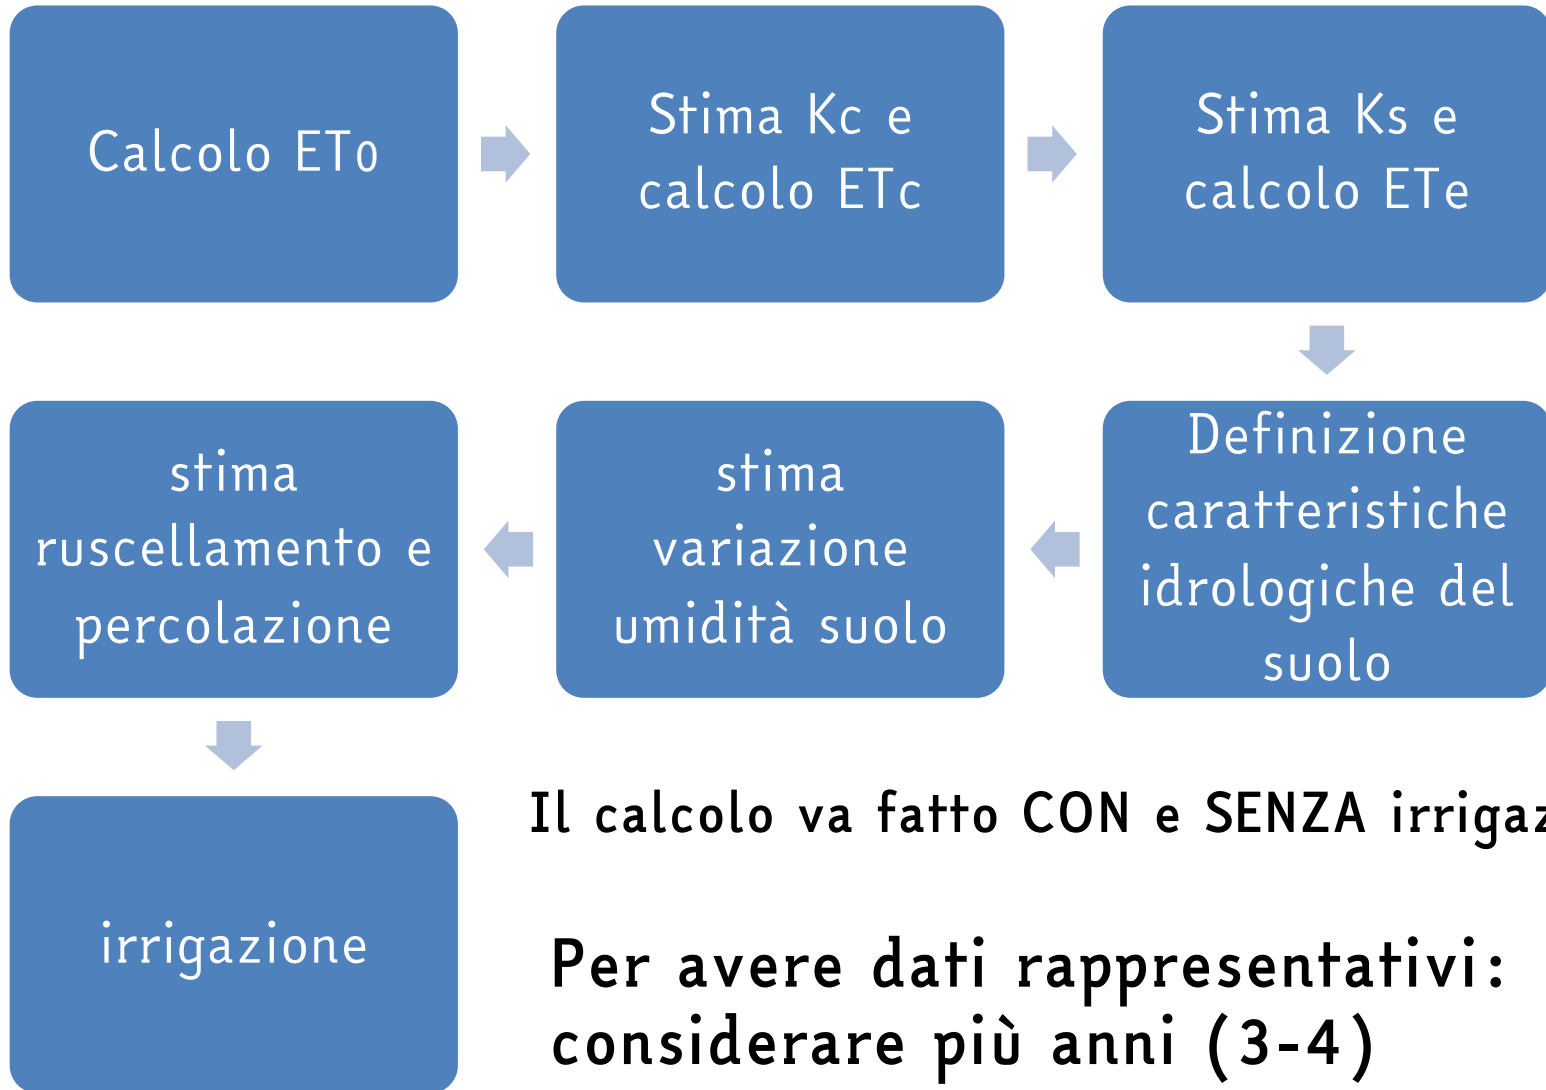 Calcolo ET0
Stima Kc e
calcolo ETc
Stima Ks e
calcolo ETe
Definizione
caratteristiche
idrologiche del
suolo
stima
variazione
umidità suolo
stima
ruscellamento e
percolazione
irrigazione
Il calcolo va fatto CON e SENZA
Per avere dati rappresentativi:
considerare più anni (3-4)